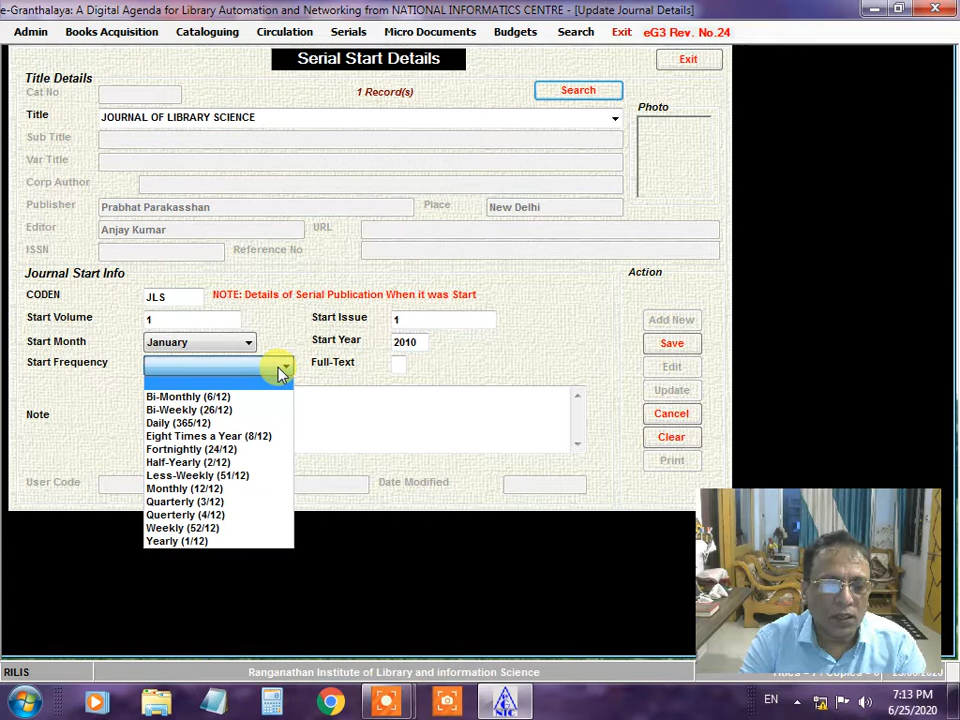 e-Granthalaya: A Digital Agenda for Library Automation and Networking from NATIONAL INFORMATICS CENTRE - [Update Journal Details]
Admin Books Acquisition Cataloguing Circulation Serials Micro Documents Budgets Search Exit eG3 Rev. No.24
Serial Start Details
Exit
Title Details
Cat No
1 Record(s)
Search
Photo
Title
JOURNAL OF LIBRARY SCIENCE
Sub Title
Var Title
Corp Author
Publisher
Prabhat Parakasshan
Place
New Delhi
Editor
Anjay Kumar
URL
ISSN
Reference No
Journal Start Info
Action
CODEN
JLS
NOTE: Details of Serial Publication When it was Start
Start Volume
1
Start Issue
1
Add New
Start Month
January
Start Year
2010
Save
Start Frequency
Full-Text
Edit
Bi-Monthly (6/12)
Update
Bi-Weekly (26/12)
Note
Cancel
Daily (365/12)
Eight Times a Year (8/12)
Clear
Fortnightly (24/12)
Half-Yearly (2/12)
Print
Less-Weekly (51/12)
User Code
Date Modified
Monthly (12/12)
Quarterly (3/12)
Querterly (4/12)
Weekly (52/12)
Yearly (1/12)
RILIS
Ranganathan Institute of Library and information Science
EN
7:13 PM
6/25/2020
NIC